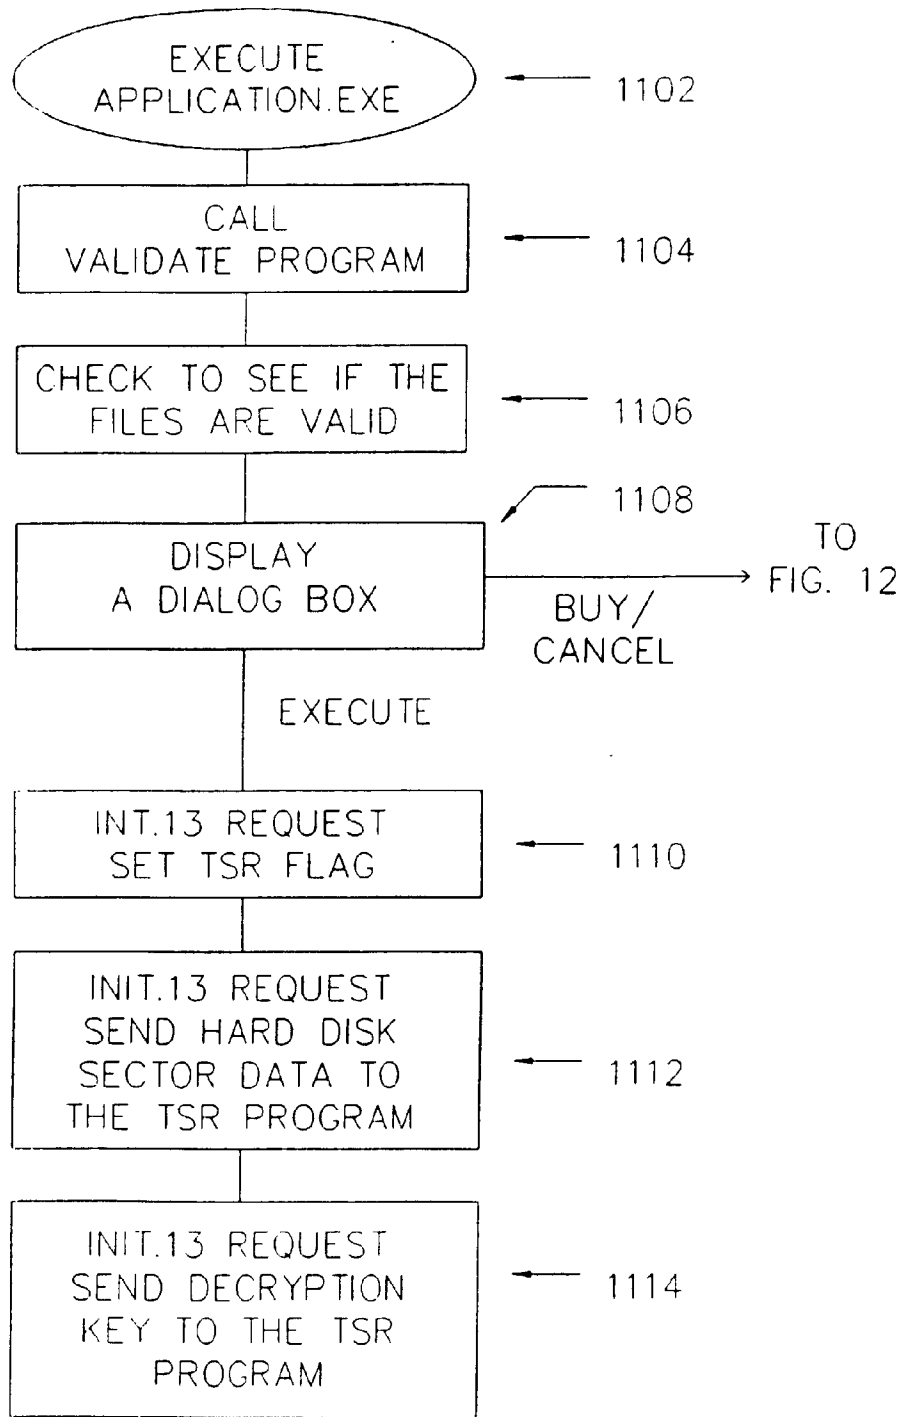 EXECUTE
APPLICATION.EXE
1102
CALL
VALIDATE PROGRAM
1104
CHECK TO SEE IF THE
FILES ARE VALID
1106
DISPLAY
A DIALOG BOX
1108
TO
FIG. 12
BUY/
CANCEL
EXECUTE
INT.13 REQUEST
SET TSR FLAG
1110
INIT.13 REQUEST
SEND HARD DISK
SECTOR DATA TO
THE TSR PROGRAM
1112
INIT.13 REQUEST
SEND DECRYPTION
KEY TO THE TSR
PROGRAM
1114